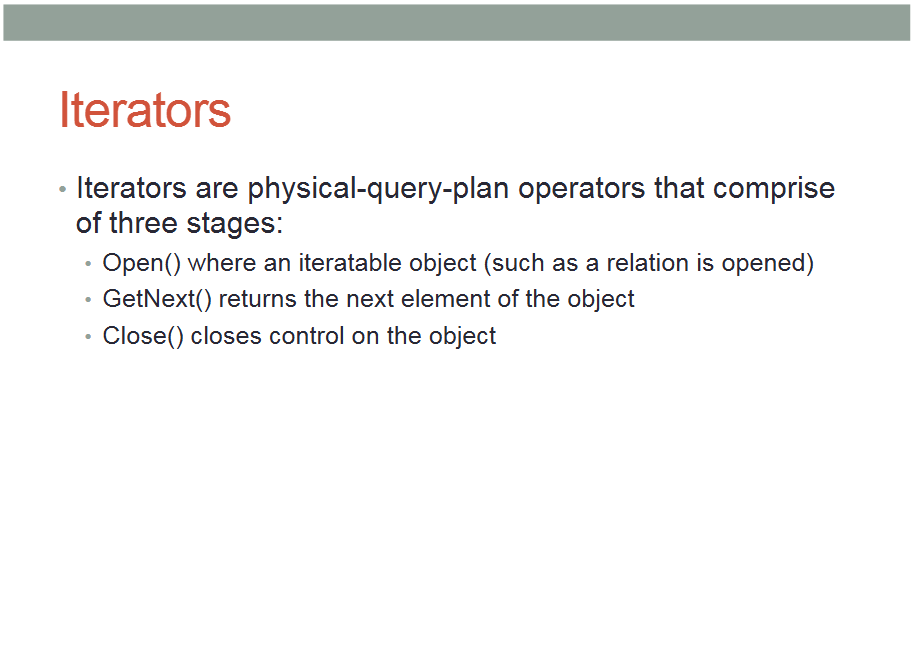 Iterators
• Iterators are physical-query-plan operators that comprise
of three stages:
• Open() where an iteratable object (such as a relation is opened)
• GetNext() returns the next element of the object
• Close() closes control on the object